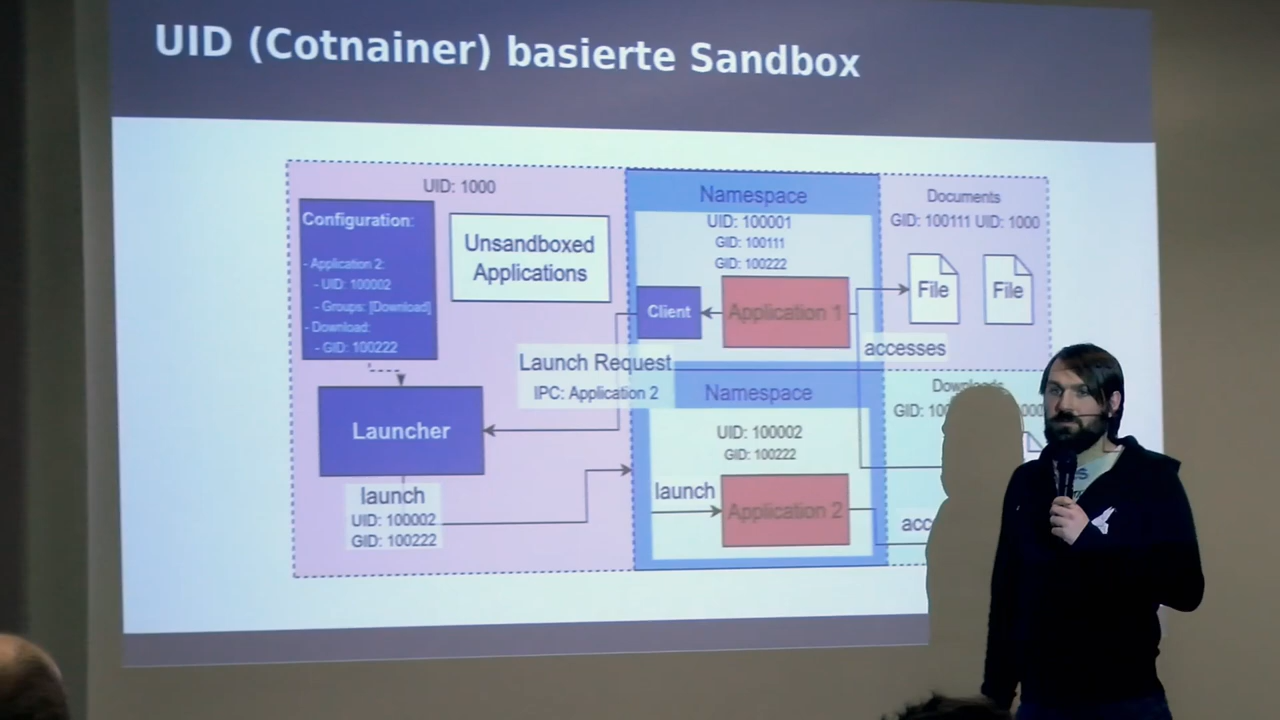 UID (Cotnainer) basierte Sandbox
UID: 1000
Configuration:
- Application 2:
- UID: 100002
- Groups: [Download]
- Download:
- GID: 100222
Unsandboxed
Applications
Launcher
launch
UID: 100002
GID: 100222
Launch Request
IPC: Application 2
Namespace
UID: 100001
GID: 100111
GID: 100222
Client
Application 1
Namespace
UID: 100002
GID: 100222
launch
Application 2
Documents
GID: 100111 UID: 1000
File
File
accesses
Downloads
GID: